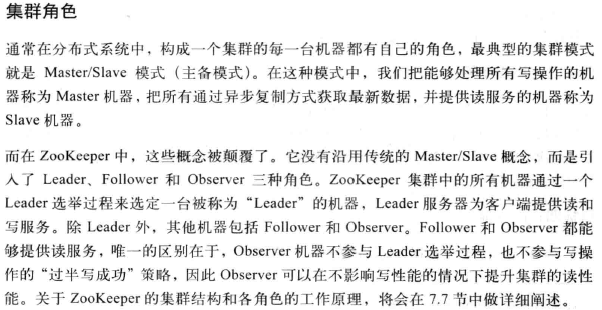 集群角色
通常在分布式系统中，构成一个集群的每一台机器都有自己的角色，最典型的集群模式
就是 Master/Slave 模式（主备模式）。在这种模式中，我们把能够处理所有写操作的机
器称为 Master 机器，把所有通过异步复制方式获取最新数据，并提供读服务的机器称为
Slave 机器。
而在 ZooKeeper 中，这些概念被颠覆了。它没有沿用传统的 Master/Slave 概念，而是引
入了 Leader、Follower 和 Observer 三种角色。ZooKeeper 集群中的所有机器通过一个
Leader 选举过程来选定一台被称为“Leader”的机器，Leader 服务器为客户端提供读和
写服务。除 Leader 外，其他机器包括 Follower 和 Observer。Follower 和 Observer 都能
够提供读服务，唯一的区别在于，Observer 机器不参与 Leader 选举过程，也不参与写操
作的“过半写成功”策略，因此 Observer 可以在不影响写性能的情况下提升集群的读性
能。关于 ZooKeeper 的集群结构和各角色的工作原理，将会在 7.7 节中做详细阐述。